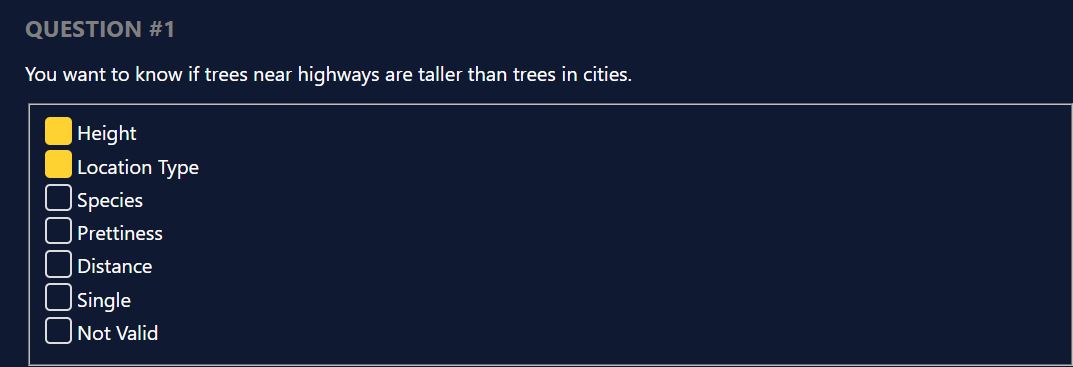 QUESTION #1
You want to know if trees near highways are taller than trees in cities.
Height
Location Type
Species
Prettiness
Distance
Single
Not Valid